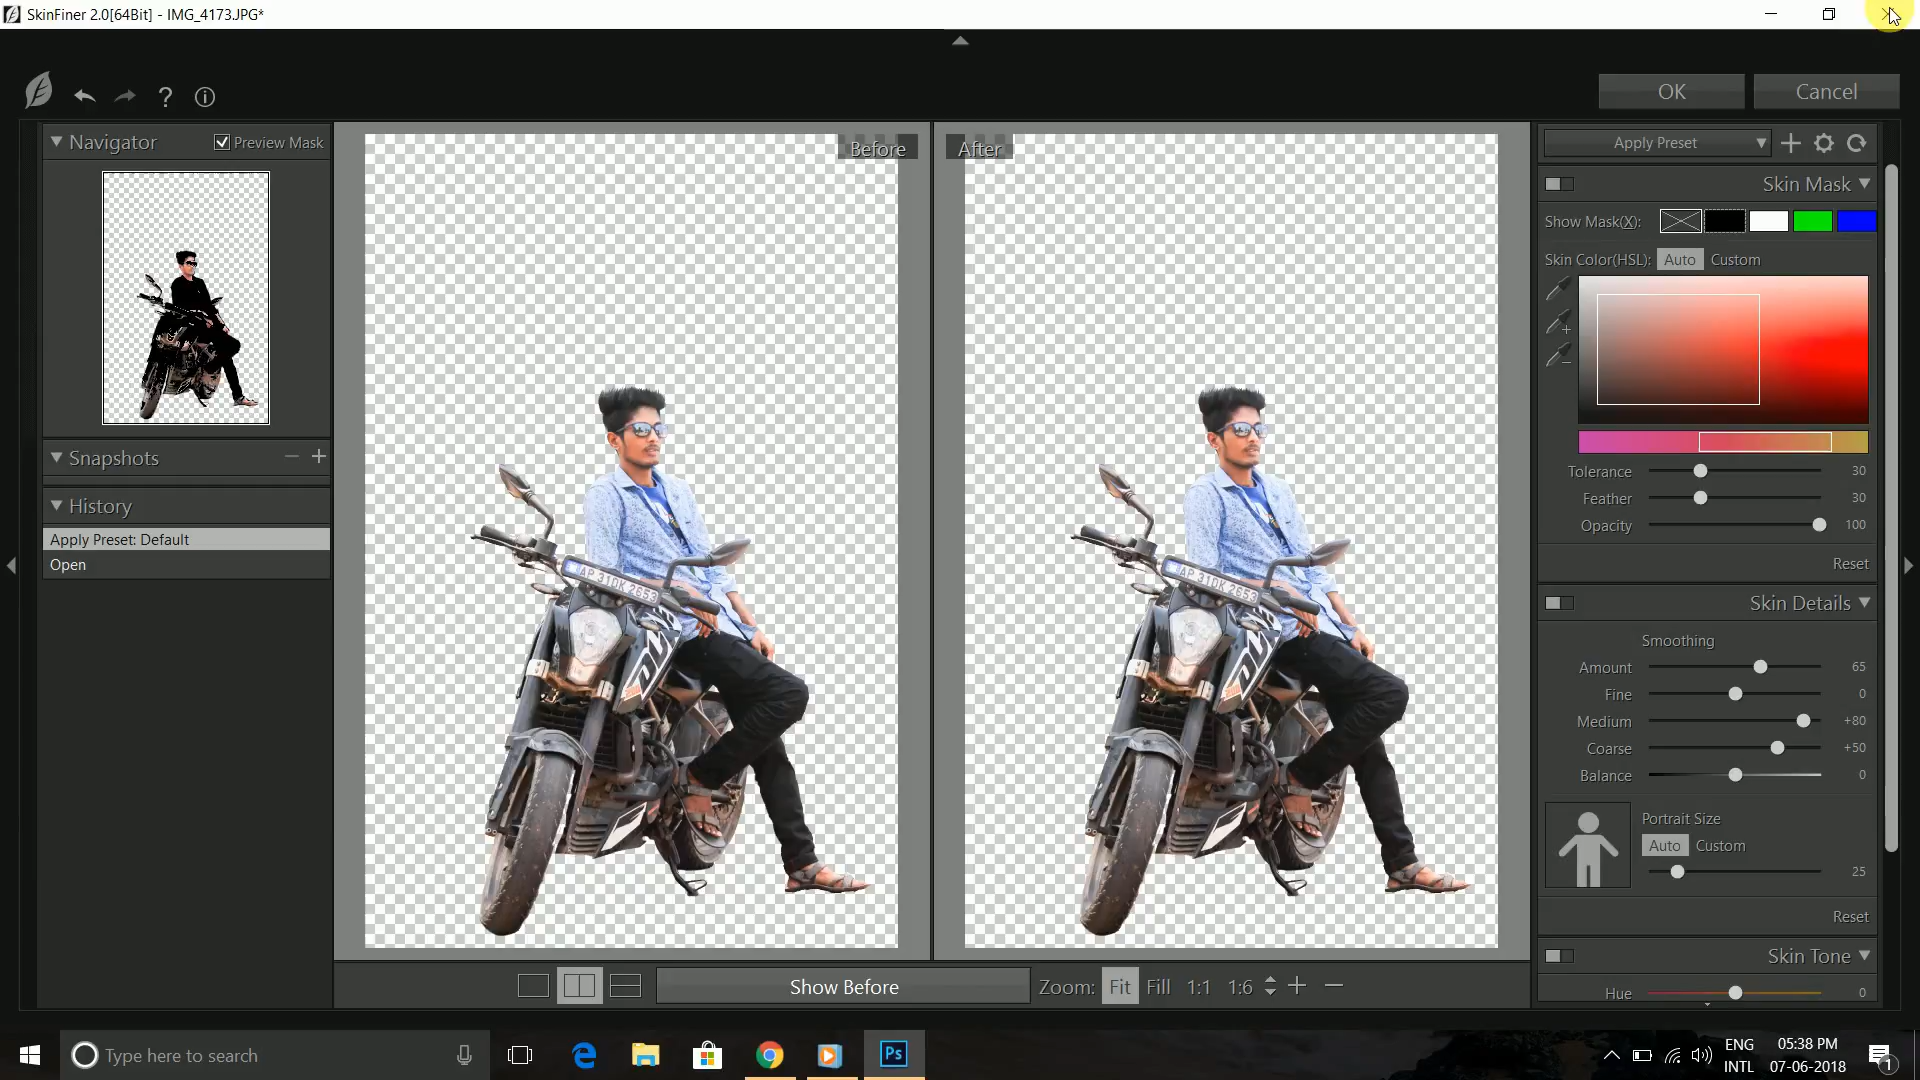 SkinFiner 2.0[64Bit] - IMG_4173.JPG*
OK
Cancel
Navigator
Preview Mask
Snapshots
History
Apply Preset: Default
Open
Before
After
AP 31DK 2653
AP 31DK 2653
Apply Preset
Skin Mask
Show Mask(X):
Skin Color(HSL): Auto Custom
Tolerance 30
Feather 30
Opacity 100
Reset
Skin Details
Smoothing
Amount 65
Fine 0
Medium +80
Coarse +50
Balance 0
Portrait Size
Auto Custom
25
Reset
Skin Tone
Hue 0
Show Before
Zoom: Fit Fill 1:1 1:6
Type here to search
Ps
ENG
INTL
05:38 PM
07-06-2018
1